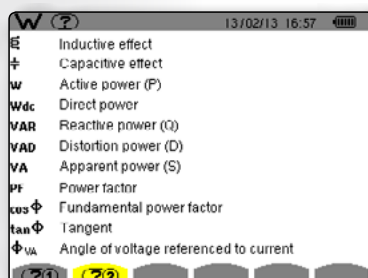 W (?) 13/02/13 16:57
Inductive effect
Capacitive effect
W Active power (P)
Wdc Direct power
VAR Reactive power (Q)
VAD Distortion power (D)
VA Apparent power (S)
PF Power factor
cos Φ Fundamental power factor
tan Φ Tangent
Φ VA Angle of voltage referenced to current
(?1) (?2)